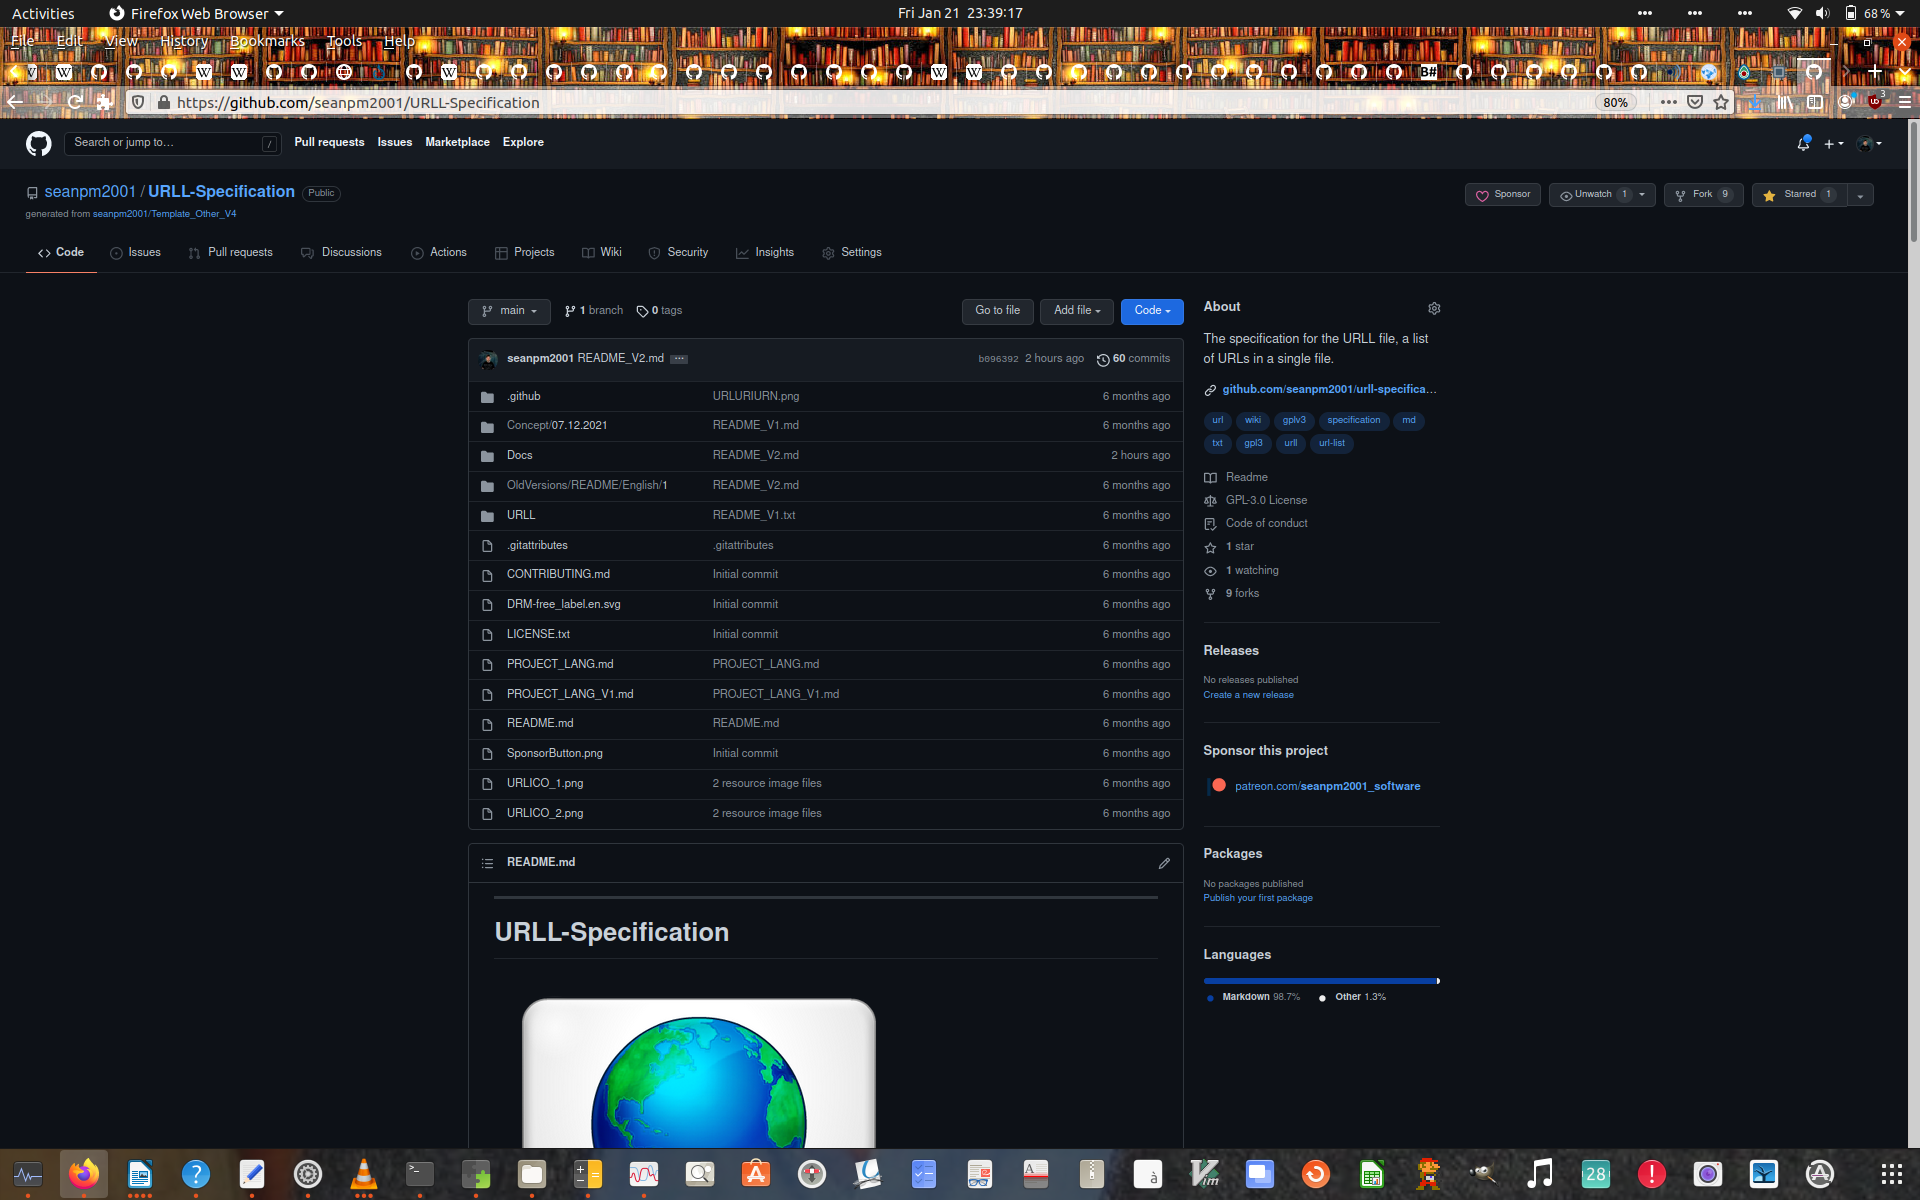 Activities Firefox Web Browser Fri Jan 21 23:39:17 68 %
File Edit View History Bookmarks Tools Help
https://github.com/seanpm2001/URLL-Specification 80% 3
Search or jump to… / Pull requests Issues Marketplace Explore
seanpm2001 / URLL-Specification Public Sponsor Unwatch 1 Fork 9 Starred 1
generated from seanpm2001/Template_Other_V4
Code Issues Pull requests Discussions Actions Projects Wiki Security Insights Settings
main 1 branch 0 tags Go to file Add file Code
seanpm2001 README_V2.md ... b096392 2 hours ago 60 commits
.github URLURIURN.png 6 months ago
Concept/07.12.2021 README_V1.md 6 months ago
Docs README_V2.md 2 hours ago
OldVersions/README/English/1 README_V2.md 6 months ago
URLL README_V1.txt 6 months ago
.gitattributes .gitattributes 6 months ago
CONTRIBUTING.md Initial commit 6 months ago
DRM-free_label.en.svg Initial commit 6 months ago
LICENSE.txt Initial commit 6 months ago
PROJECT_LANG.md PROJECT_LANG.md 6 months ago
PROJECT_LANG_V1.md PROJECT_LANG_V1.md 6 months ago
README.md README.md 6 months ago
SponsorButton.png Initial commit 6 months ago
URLICO_1.png 2 resource image files 6 months ago
URLICO_2.png 2 resource image files 6 months ago
README.md
URLL-Specification
About
The specification for the URLL file, a list
of URLs in a single file.
github.com/seanpm2001/urll-specifica…
url wiki gplv3 specification md
txt gpl3 urll url-list
Readme
GPL-3.0 License
Code of conduct
1 star
1 watching
9 forks
Releases
No releases published
Create a new release
Sponsor this project
patreon.com/seanpm2001_software
Packages
No packages published
Publish your first package
Languages
Markdown 98.7% Other 1.3%
28